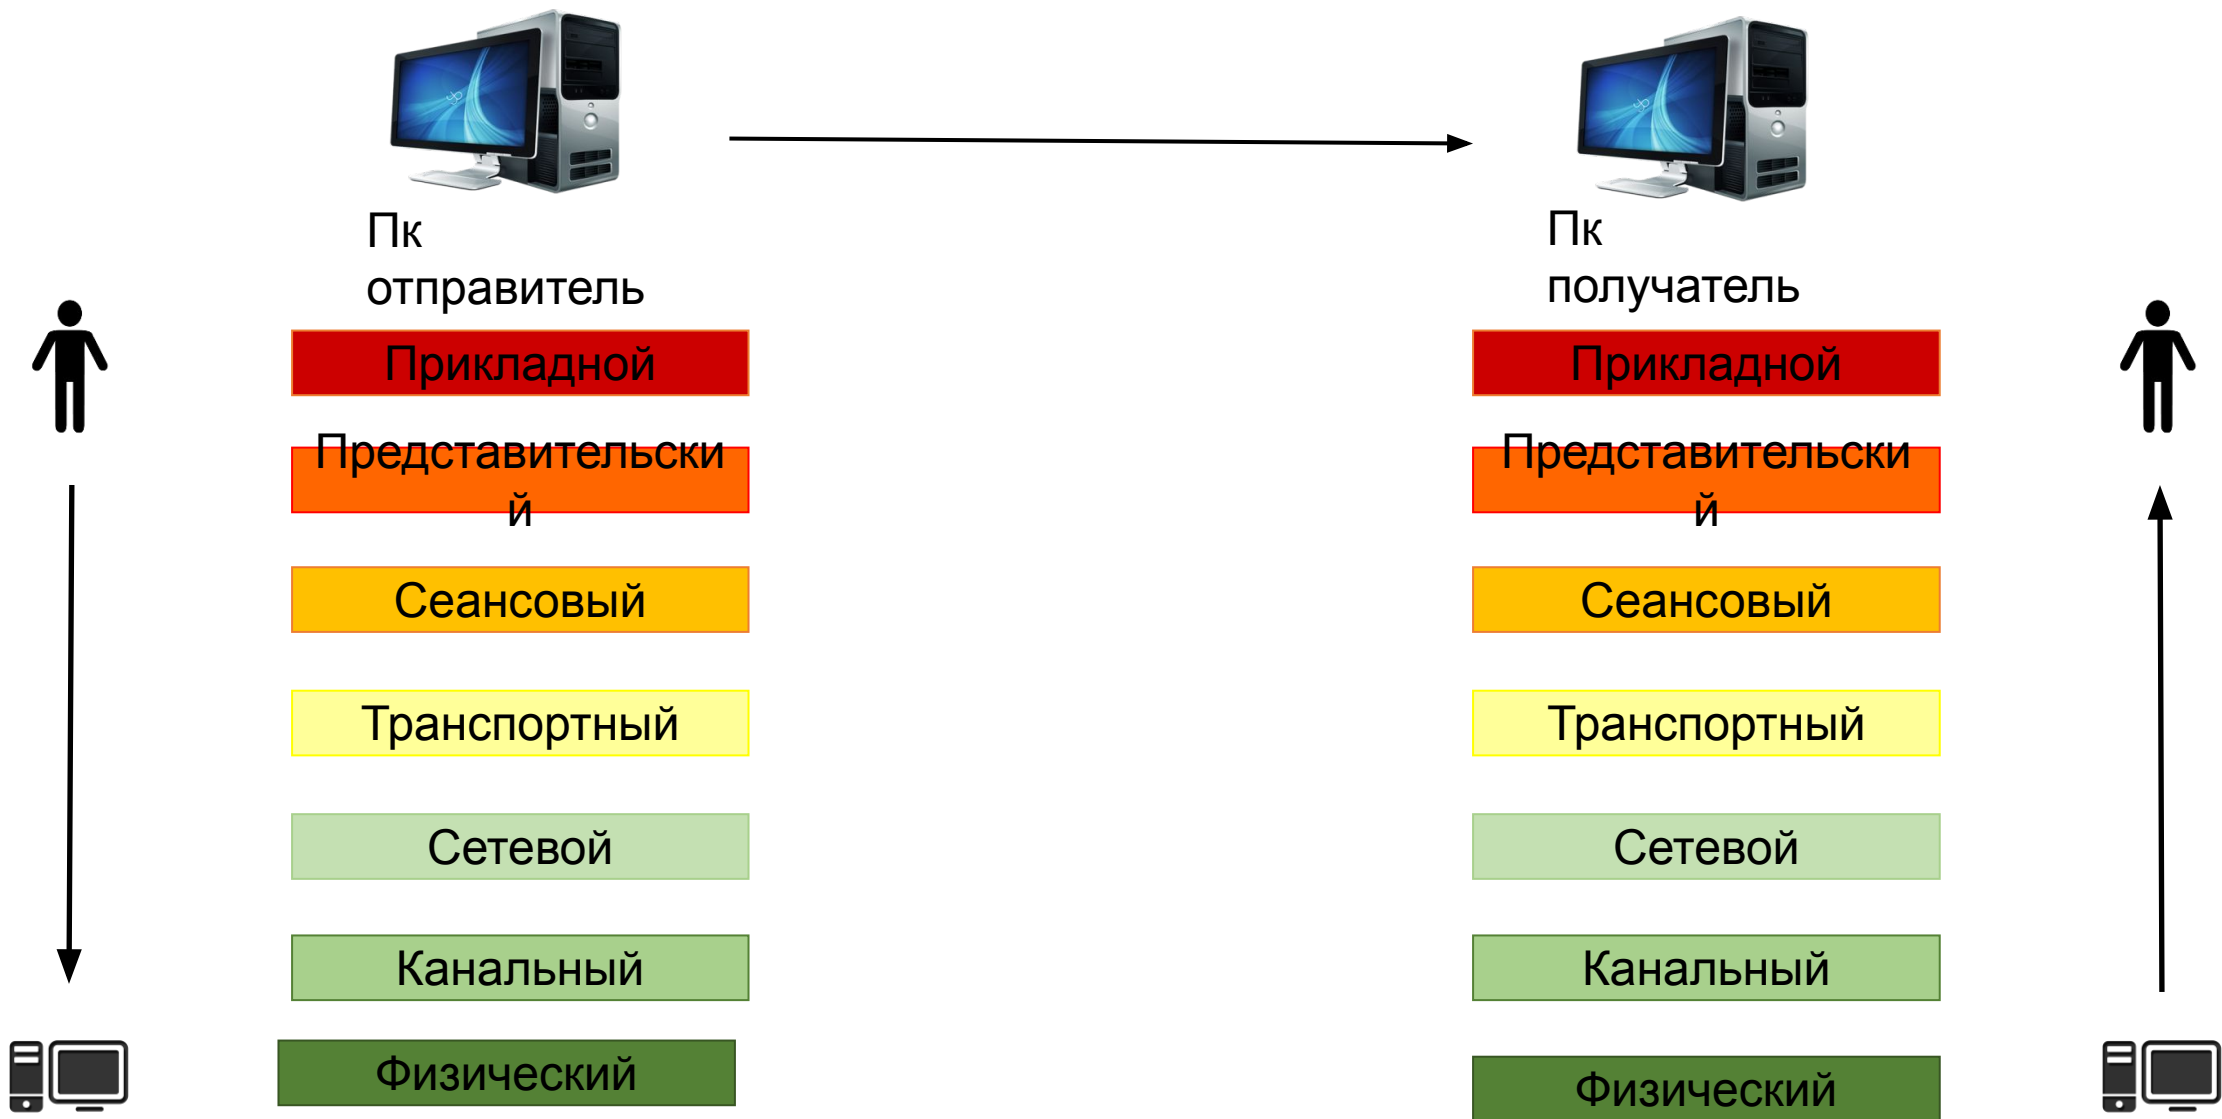 Пк
отправитель
Прикладной
Представительски
й
Сеансовый
Транспортный
Сетевой
Канальный
Физический
Пк
получатель
Прикладной
Представительски
й
Сеансовый
Транспортный
Сетевой
Канальный
Физический